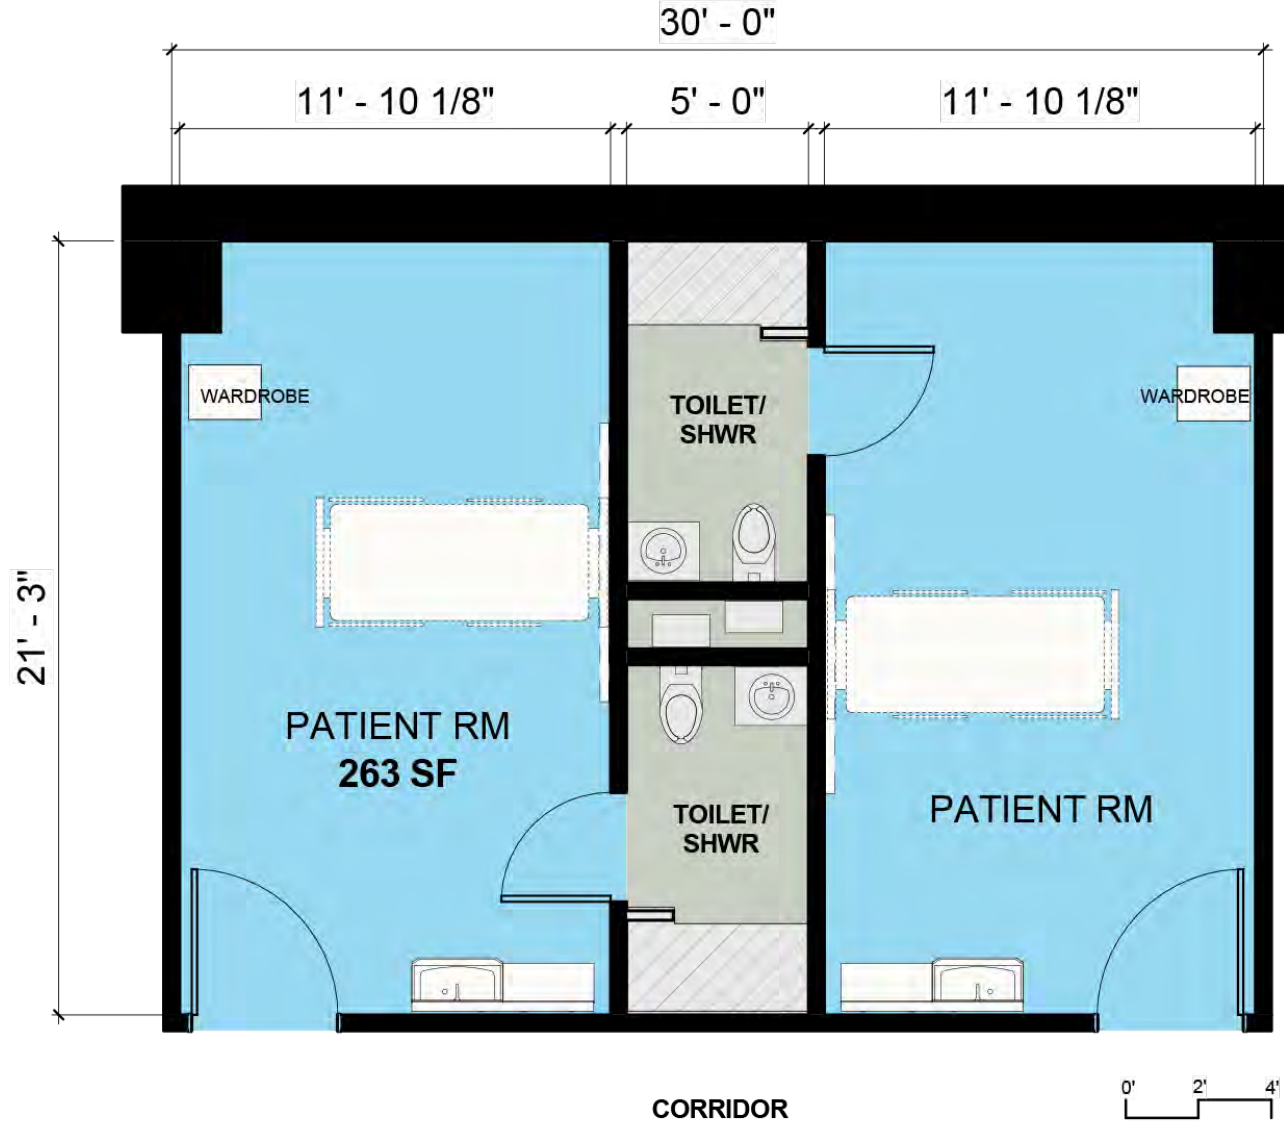 30' - 0"
11' - 10 1/8"
5' - 0"
11' - 10 1/8"
WARDROBE
WARDROBE
TOILET/
SHWR
21' - 3"
PATIENT RM
263 SF
TOILET/
SHWR
PATIENT RM
CORRIDOR
0' 2' 4'